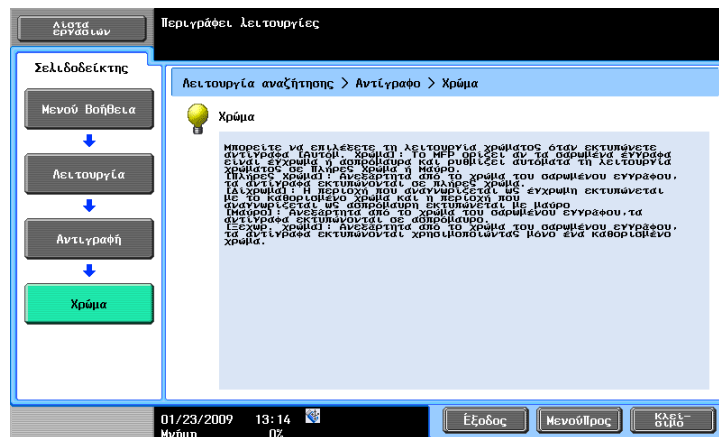 Λίστα
εργασιών
Περιγράφει λειτουργίες
Σελιδοδείκτης
Λειτουργία αναζήτησης > Αντίγραφο > Χρώμα
Μενού Βοήθεια
Χρώμα
Μπορείτε να επιλέξετε τη λειτουργία χρώματος όταν εκτυπώνετε
αντίγραφα [Αυτόμ. Χρώμα]: Το MFP ορίζει αν τα σαρωμένα έγγραφα
είναι έγχρωμα ή ασπρόμαυρα και ρυθμίζει αυτόματα τη λειτουργία
χρώματος σε Πλήρες Χρώμα ή Μαύρο.
[Πλήρες Χρώμα]: Ανεξάρτητα από το χρώμα του σαρωμένου εγγράφου,
τα αντίγραφα εκτυπώνονται σε πλήρες χρώμα.
[Διχρωμία]: Η περιοχή που αναγνωρίζεται ως έγχρωμη εκτυπώνεται
με το καθορισμένο χρώμα και η περιοχή που
αναγνωρίζεται ως ασπρόμαυρη εκτυπώνεται με μαύρο
[Μαύρο]: Ανεξάρτητα από το χρώμα του σαρωμένου εγγράφου,τα
αντίγραφα εκτυπώνονται σε ασπρόμαυρο.
[Ξεχωρ. χρώμα]: Ανεξάρτητα από το χρώμα του σαρωμένου εγγράφου,
τα αντίγραφα εκτυπώνονται χρησιμοποιώντας μόνο ένα καθορισμένο
χρώμα.
Λειτουργία
Αντιγραφή
Χρώμα
01/23/2009 13:14
Μνήμη 0%
Έξοδος
ΜενούΠρος
Κλεί-
σιμο